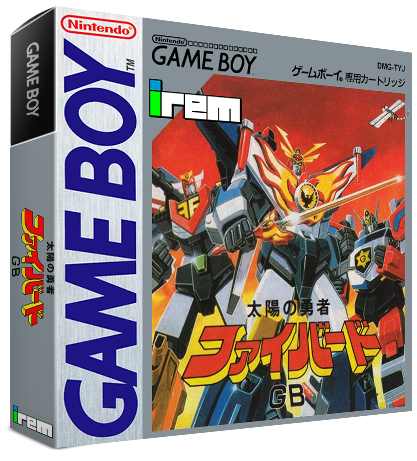 GAME BOY
太陽の勇者
ファイバード
GB
irem
Nintendo®
GAME BOY™
Nintendo®
GAME BOY®
DMG-TYJ
ゲームボーイ®専用カートリッジ
irem
太陽の勇者
ファイバード
GB